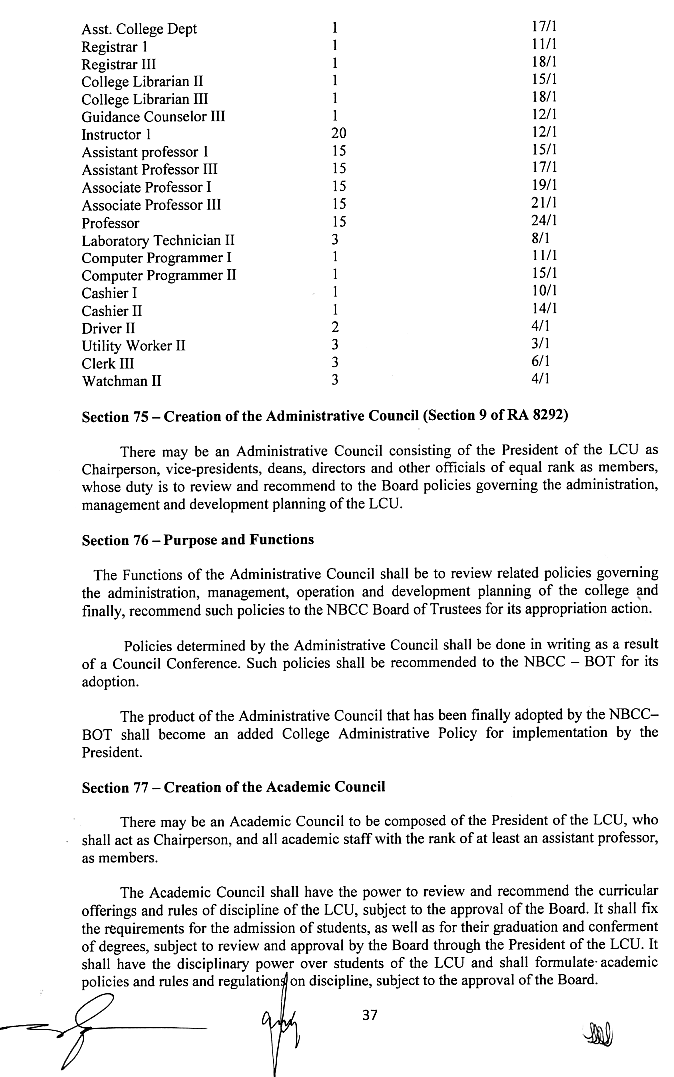 Asst. College Dept 1 17/1
Registrar 1 1 11/1
Registrar III 1 18/1
College Librarian II 1 15/1
College Librarian III 1 18/1
Guidance Counselor III 1 12/1
Instructor 1 20 12/1
Assistant professor I 15 15/1
Assistant Professor III 15 17/1
Associate Professor I 15 19/1
Associate Professor III 15 21/1
Professor 15 24/1
Laboratory Technician II 3 8/1
Computer Programmer I 1 11/1
Computer Programmer II 1 15/1
Cashier I 1 10/1
Cashier II 1 14/1
Driver II 2 4/1
Utility Worker II 3 3/1
Clerk III 3 6/1
Watchman II 3 4/1
Section 75 – Creation of the Administrative Council (Section 9 of RA 8292)
There may be an Administrative Council consisting of the President of the LCU as
Chairperson, vice-presidents, deans, directors and other officials of equal rank as members,
whose duty is to review and recommend to the Board policies governing the administration,
management and development planning of the LCU.
Section 76 – Purpose and Functions
The Functions of the Administrative Council shall be to review related policies governing
the administration, management, operation and development planning of the college and
finally, recommend such policies to the NBCC Board of Trustees for its appropriation action.
Policies determined by the Administrative Council shall be done in writing as a result
of a Council Conference. Such policies shall be recommended to the NBCC – BOT for its
adoption.
The product of the Administrative Council that has been finally adopted by the NBCC–
BOT shall become an added College Administrative Policy for implementation by the
President.
Section 77 – Creation of the Academic Council
There may be an Academic Council to be composed of the President of the LCU, who
shall act as Chairperson, and all academic staff with the rank of at least an assistant professor,
as members.
The Academic Council shall have the power to review and recommend the curricular
offerings and rules of discipline of the LCU, subject to the approval of the Board. It shall fix
the requirements for the admission of students, as well as for their graduation and conferment
of degrees, subject to review and approval by the Board through the President of the LCU. It
shall have the disciplinary power over students of the LCU and shall formulate academic
policies and rules and regulations on discipline, subject to the approval of the Board.
37